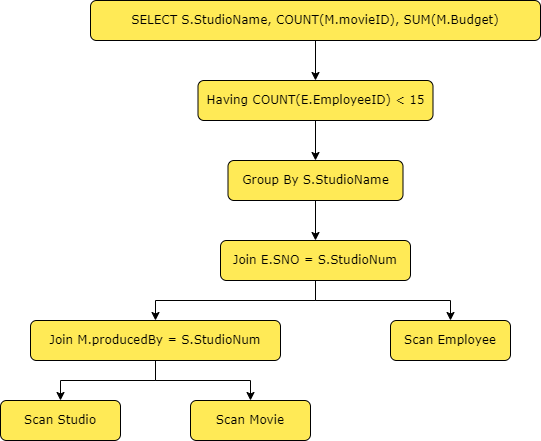 SELECT S.StudioName, COUNT(M.movieID), SUM(M.Budget)
Having COUNT(E.EmployeeID) < 15
Group By S.StudioName
Join E.SNO = S.StudioNum
Join M.producedBy = S.StudioNum
Scan Employee
Scan Studio
Scan Movie